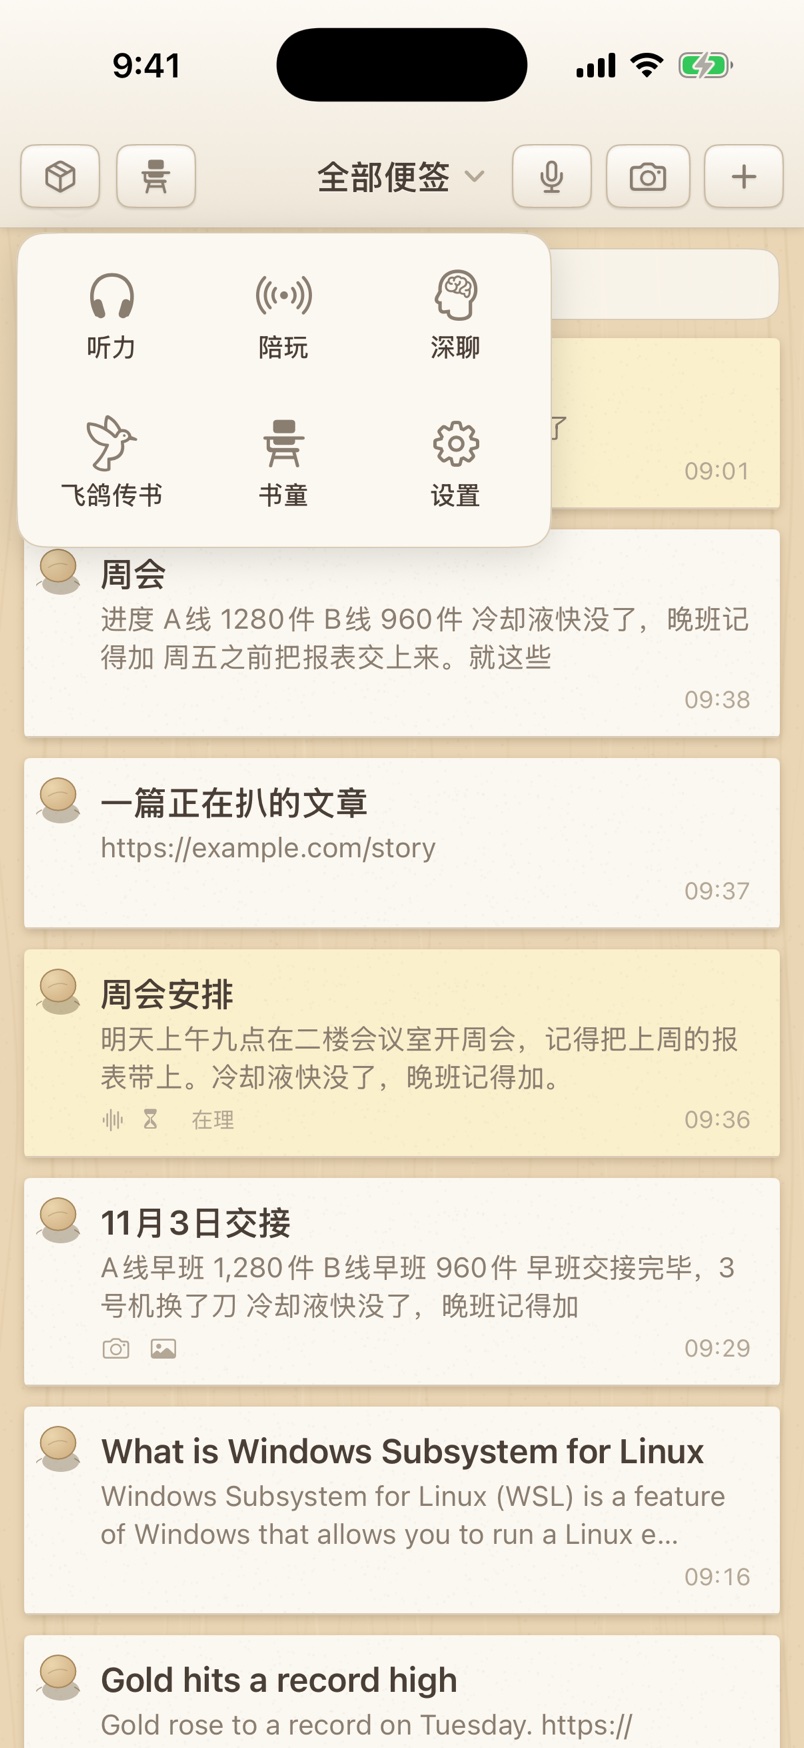 9:41
全部便签
听力 陪玩 深聊
飞鸽传书 书童 设置
了
09:01
周会
进度 A线 1280件 B线 960件 冷却液快没了，晚班记
得加 周五之前把报表交上来。就这些
09:38
一篇正在扒的文章
https://example.com/story
09:37
周会安排
明天上午九点在二楼会议室开周会，记得把上周的报
表带上。冷却液快没了，晚班记得加。
在理 09:36
11月3日交接
A线早班 1,280件 B线早班 960件 早班交接完毕，3
号机换了刀 冷却液快没了，晚班记得加
09:29
What is Windows Subsystem for Linux
Windows Subsystem for Linux (WSL) is a feature
of Windows that allows you to run a Linux e...
09:16
Gold hits a record high
Gold rose to a record on Tuesday. https://